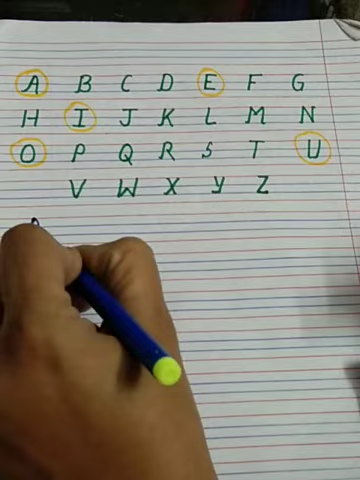 A B C D E F G
H I J K L M N
O P Q R S T U
V W X Y Z